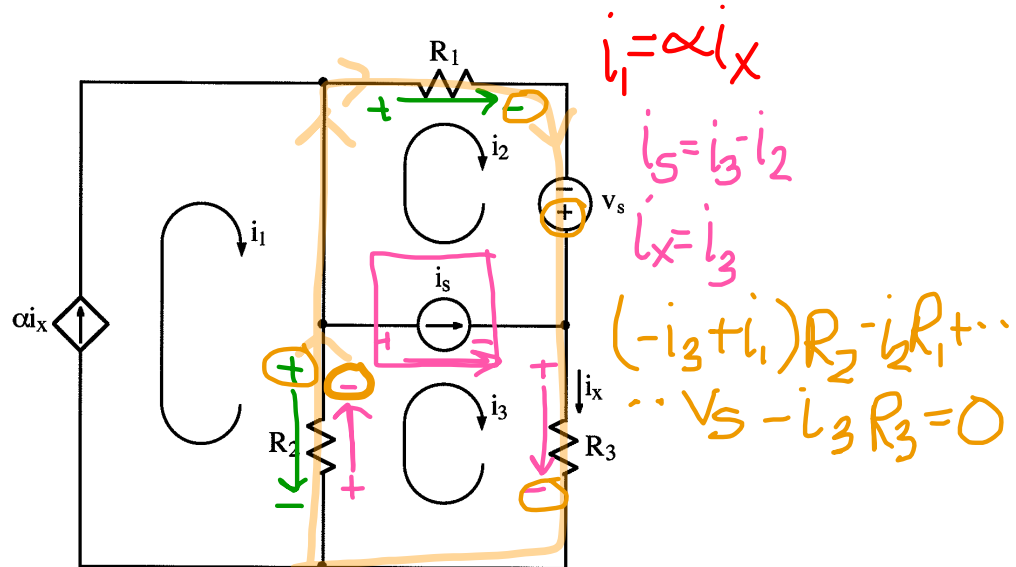 R₁
i₁=αiₓ
+ -
i₂
iₛ=i₃-i₂
-
+
vₛ
i₁
iₓ=i₃
iₛ
αiₓ
+ -
(-i₃+i₁)R₂-i₂R₁+..
+ - +
i₃
iₓ
..vₛ-i₃R₃=0
R₂
R₃
- + -